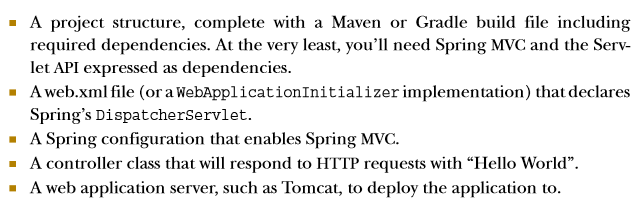 ▪ A project structure, complete with a Maven or Gradle build file including
required dependencies. At the very least, you'll need Spring MVC and the Serv-
let API expressed as dependencies.
▪ A web.xml file (or a WebApplicationInitializer implementation) that declares
Spring's DispatcherServlet.
▪ A Spring configuration that enables Spring MVC.
▪ A controller class that will respond to HTTP requests with “Hello World”.
▪ A web application server, such as Tomcat, to deploy the application to.